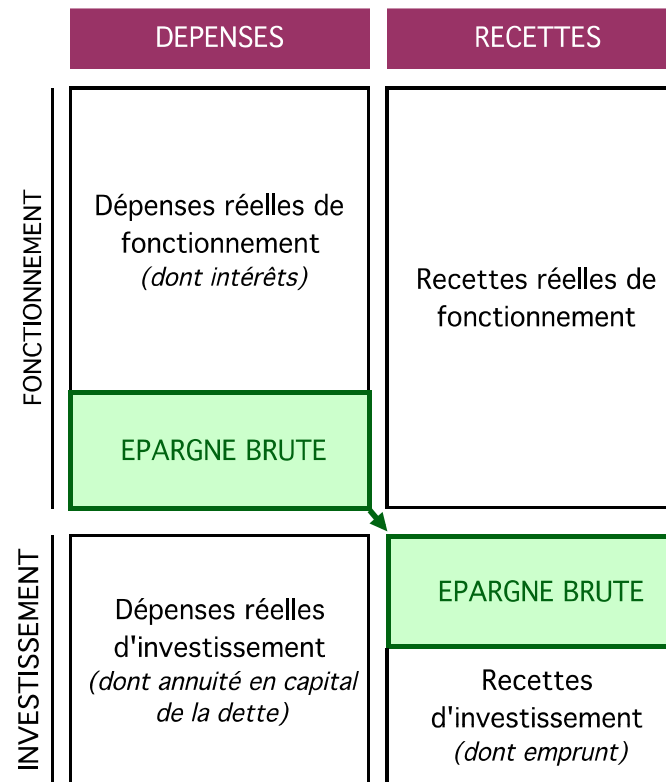 DEPENSES
RECETTES
FONCTIONNEMENT
Dépenses réelles de
fonctionnement
(dont intérêts)
Recettes réelles de
fonctionnement
EPARGNE BRUTE
INVESTISSEMENT
Dépenses réelles
d'investissement
(dont annuité en capital
de la dette)
EPARGNE BRUTE
Recettes
d'investissement
(dont emprunt)